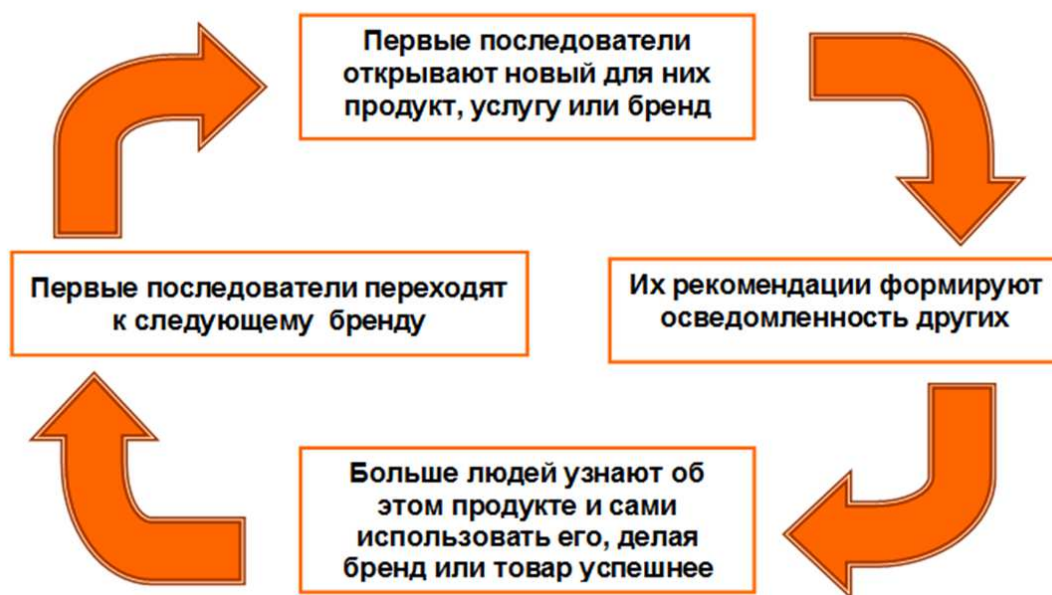 Первые последователи
открывают новый для них
продукт, услугу или бренд
Их рекомендации формируют
осведомленность других
Больше людей узнают об
этом продукте и сами
использовать его, делая
бренд или товар успешнее
Первые последователи переходят
к следующему бренду